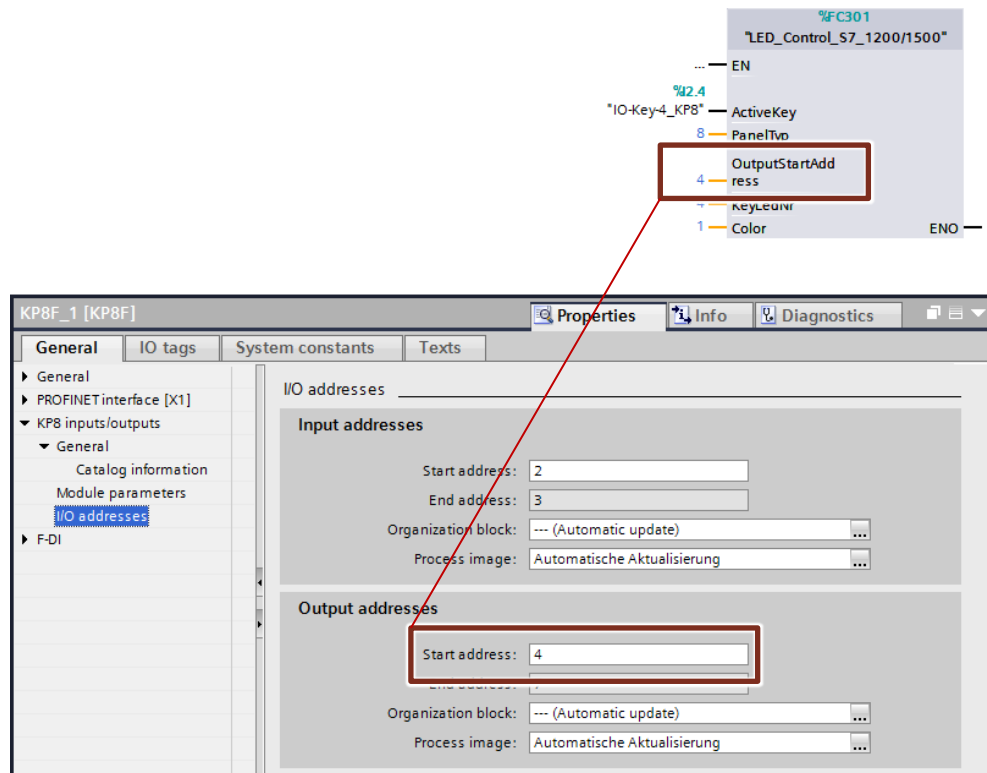 %FC301
"LED_Control_S7_1200/1500"
... EN
%I2.4
"IO-Key-4_KP8" ActiveKey
8 PanelTyp
OutputStartAdd
4 ress
4 KeyLedNr
1 Color ENO
KP8F_1 [KP8F]
Properties Info Diagnostics
General IO tags System constants Texts
General
PROFINET interface [X1]
KP8 inputs/outputs
General
Catalog information
Module parameters
I/O addresses
F-DI
I/O addresses
Input addresses
Start address: 2
End address: 3
Organization block: --- (Automatic update) ...
Process image: Automatische Aktualisierung ...
Output addresses
Start address: 4
End address:
Organization block: --- (Automatic update) ...
Process image: Automatische Aktualisierung ...